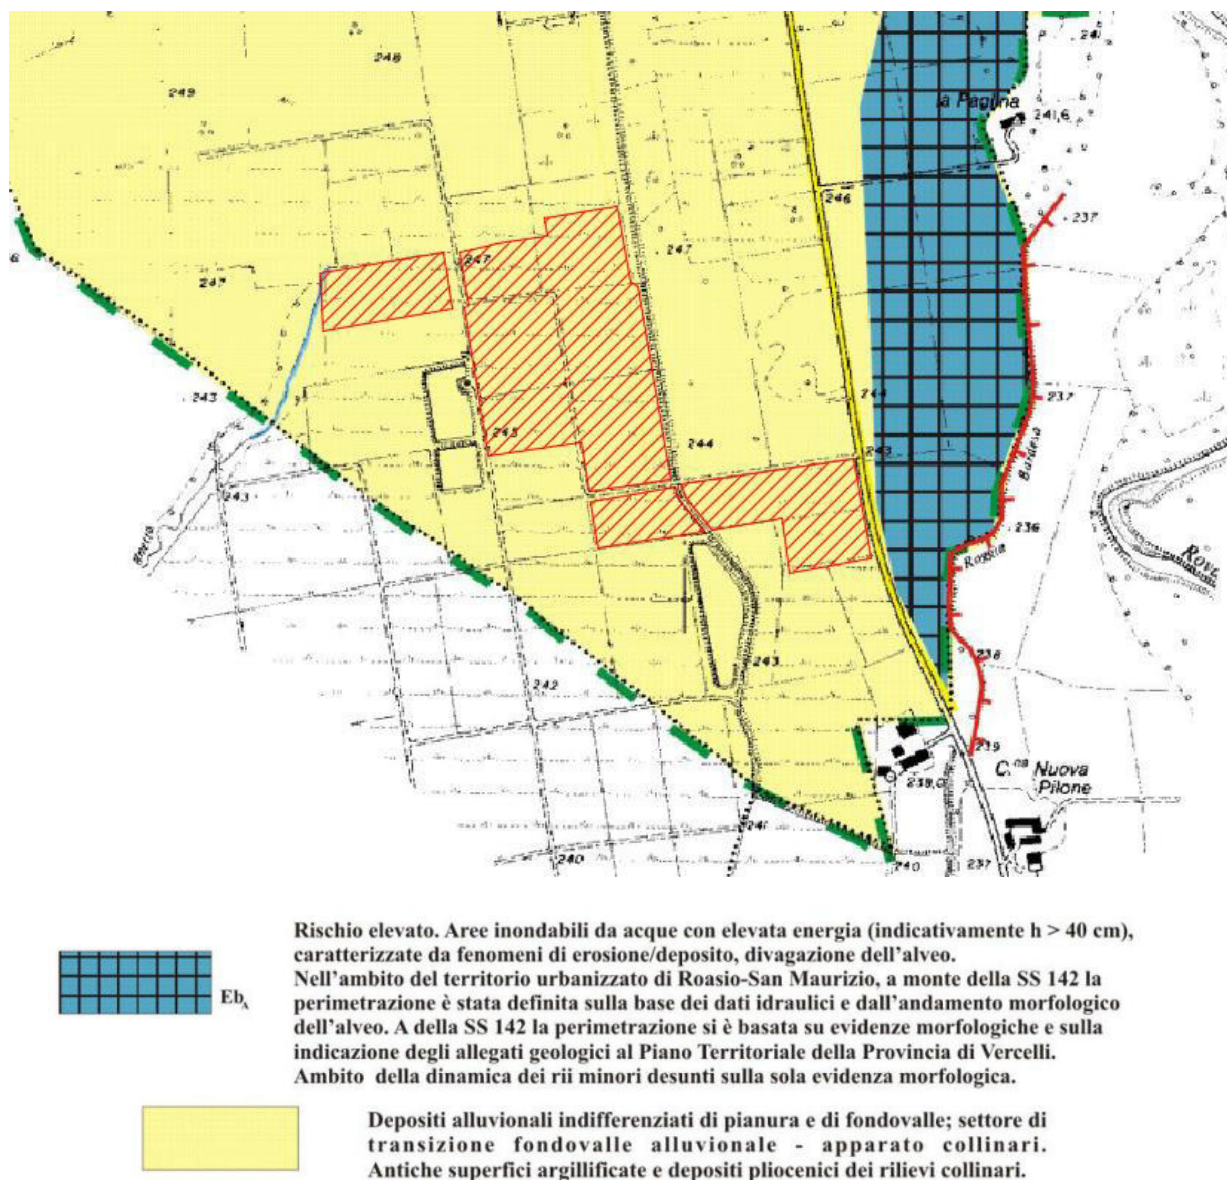 241
248
249
la Paglina
241,6
246
237
247
247
247
6
243
244
237
245
244
243
Bardesa
243
236
Roggia
ROVE
238
243
242
239
C.na Nuova
Pilone
239,0
241
240
240
237
Rischio elevato. Aree inondabili da acque con elevata energia (indicativamente h > 40 cm),
caratterizzate da fenomeni di erosione/deposito, divagazione dell'alveo.
Nell'ambito del territorio urbanizzato di Roasio-San Maurizio, a monte della SS 142 la
perimetrazione è stata definita sulla base dei dati idraulici e dall'andamento morfologico
EbA
dell'alveo. A della SS 142 la perimetrazione si è basata su evidenze morfologiche e sulla
indicazione degli allegati geologici al Piano Territoriale della Provincia di Vercelli.
Ambito della dinamica dei rii minori desunti sulla sola evidenza morfologica.
Depositi alluvionali indifferenziati di pianura e di fondovalle; settore di
transizione fondovalle alluvionale - apparato collinari.
Antiche superfici argillificate e depositi pliocenici dei rilievi collinari.